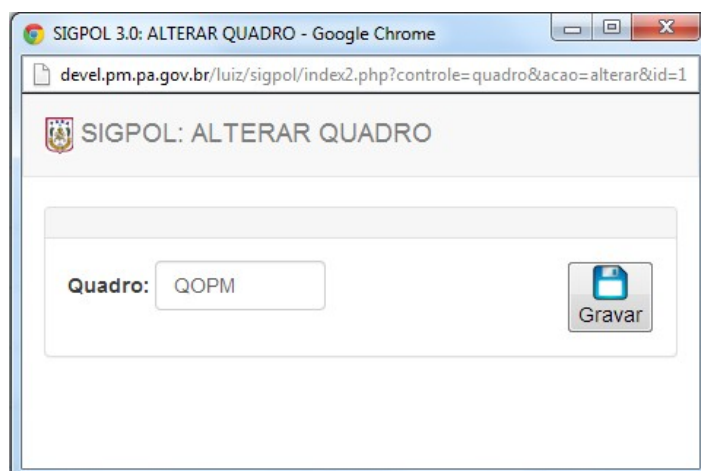 SIGPOL 3.0: ALTERAR QUADRO - Google Chrome
devel.pm.pa.gov.br/luiz/sigpol/index2.php?controle=quadro&acao=alterar&id=1
SIGPOL: ALTERAR QUADRO
Quadro: QOPM
Gravar